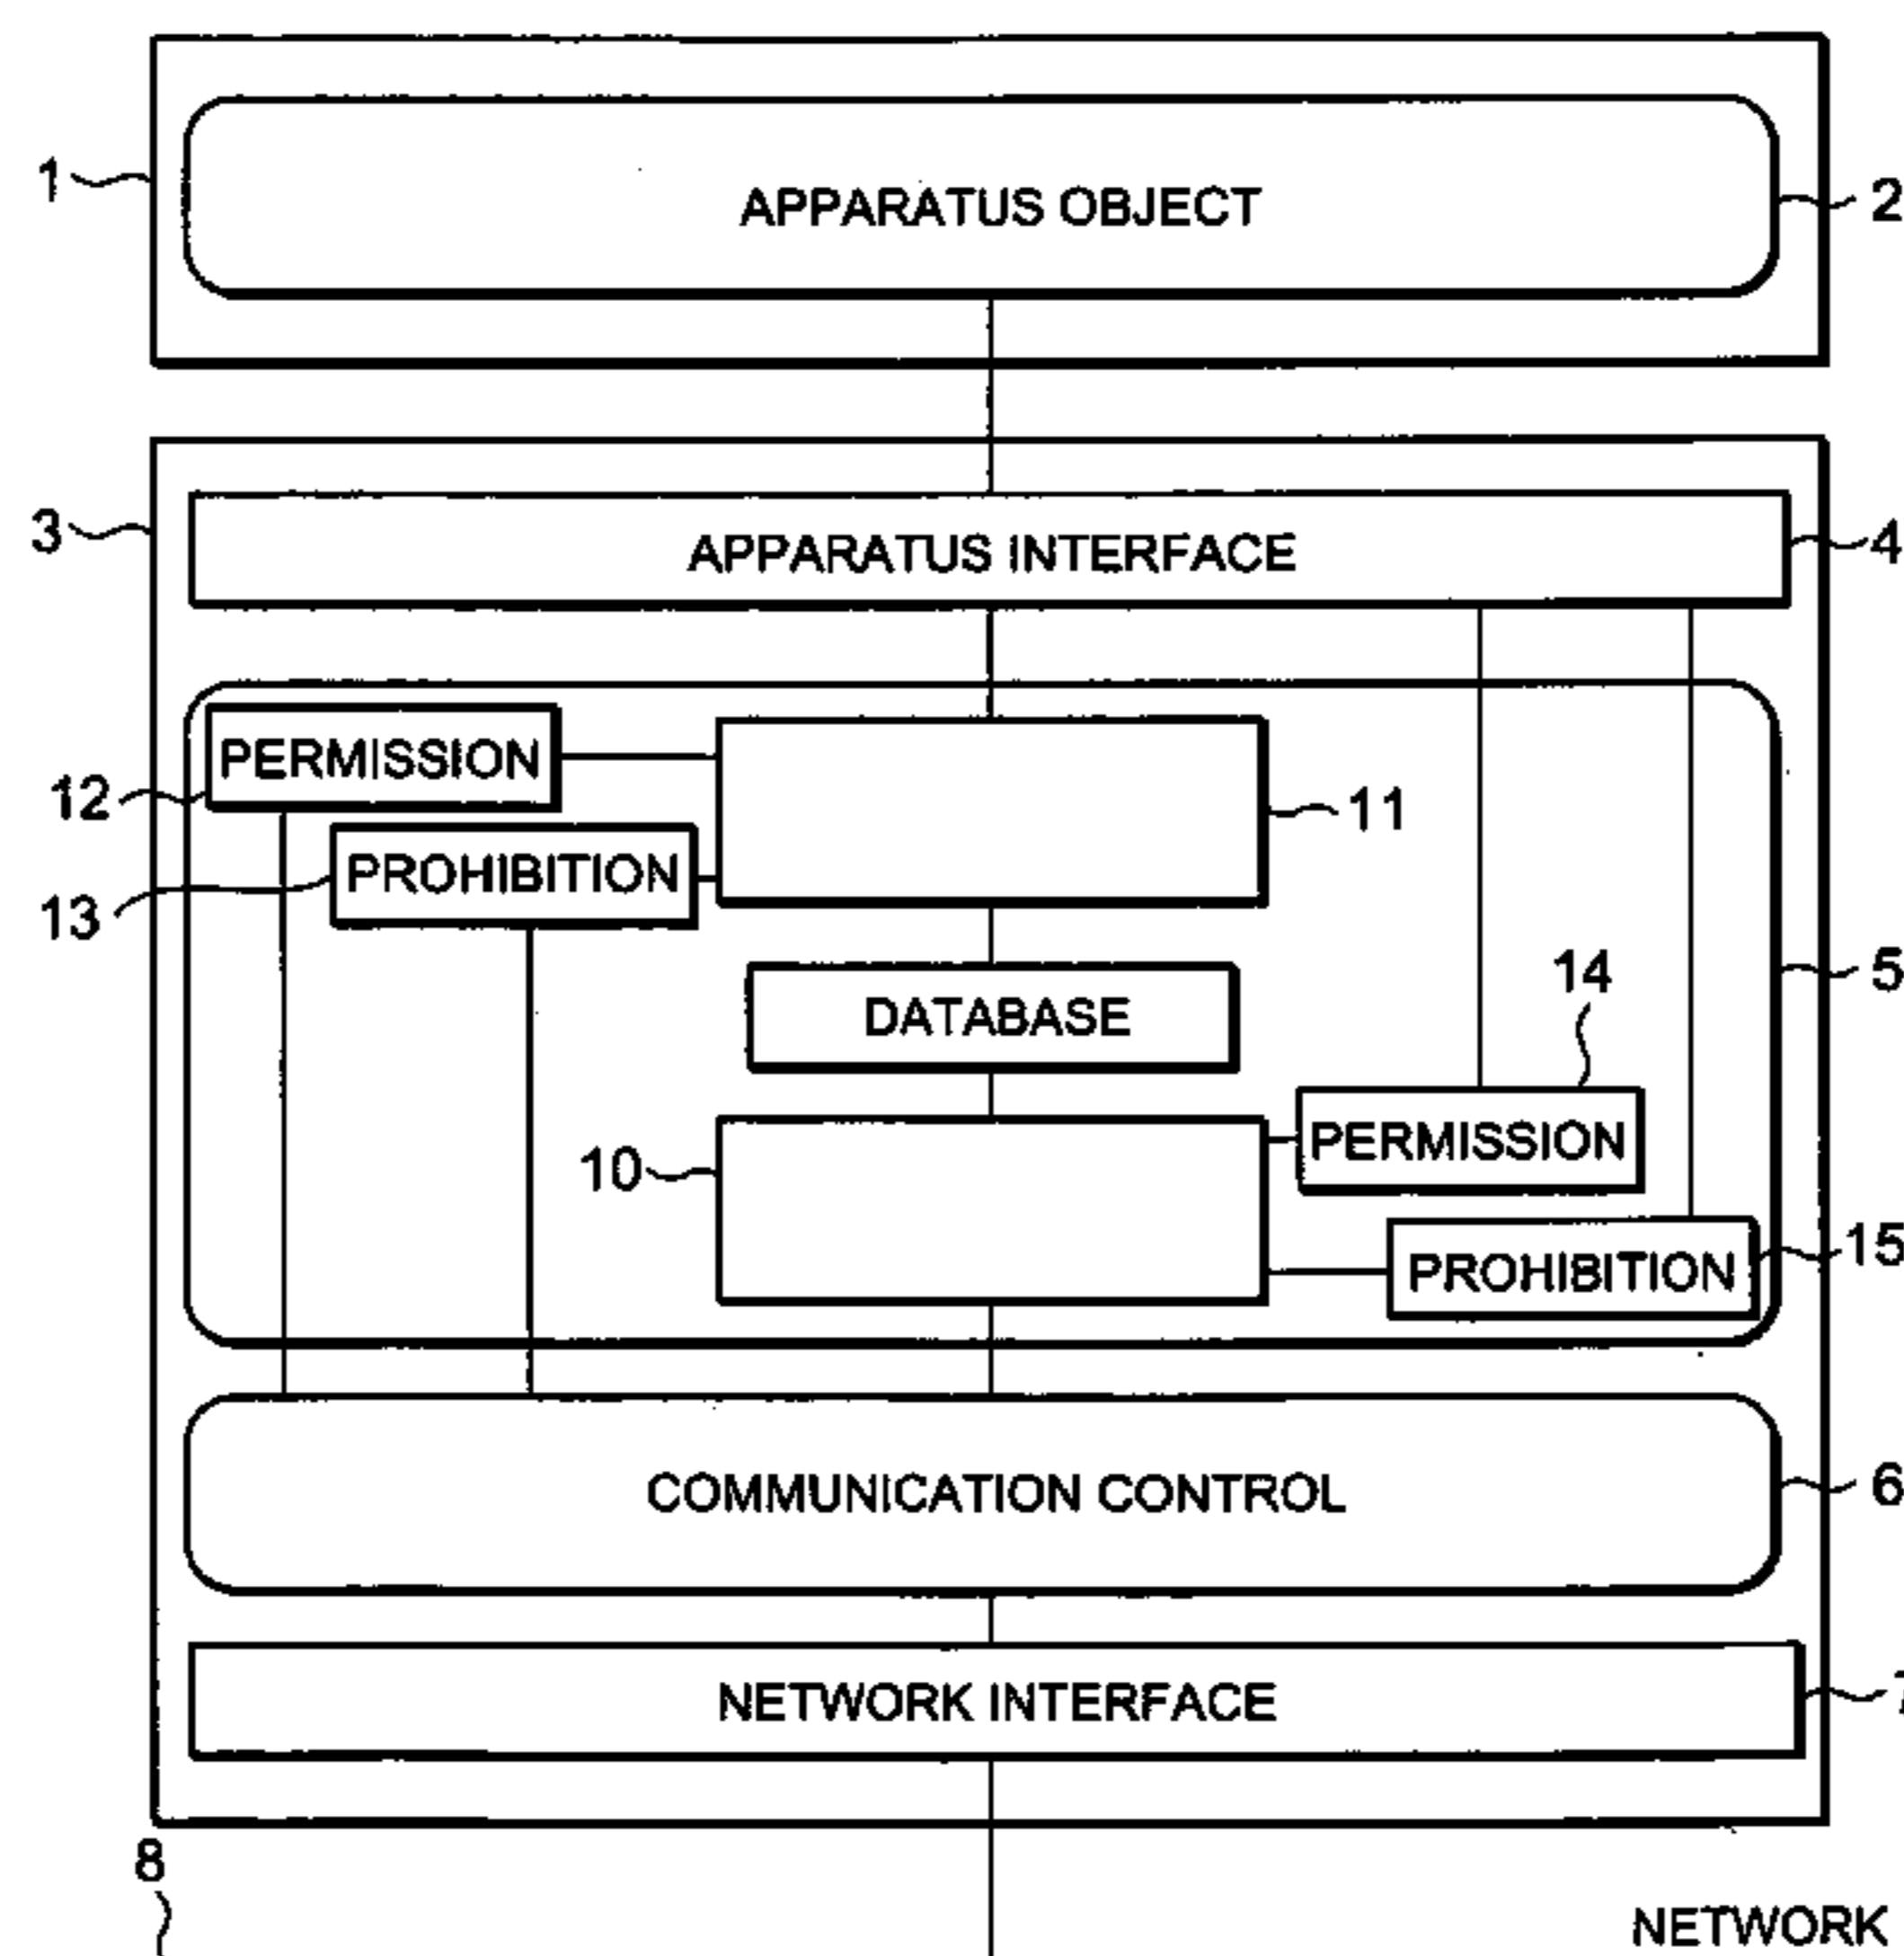 1
APPARATUS OBJECT
2
3
APPARATUS INTERFACE
4
PERMISSION
12
11
PROHIBITION
13
5
14
DATABASE
PERMISSION
10
15
PROHIBITION
6
COMMUNICATION CONTROL
7
NETWORK INTERFACE
8
NETWORK